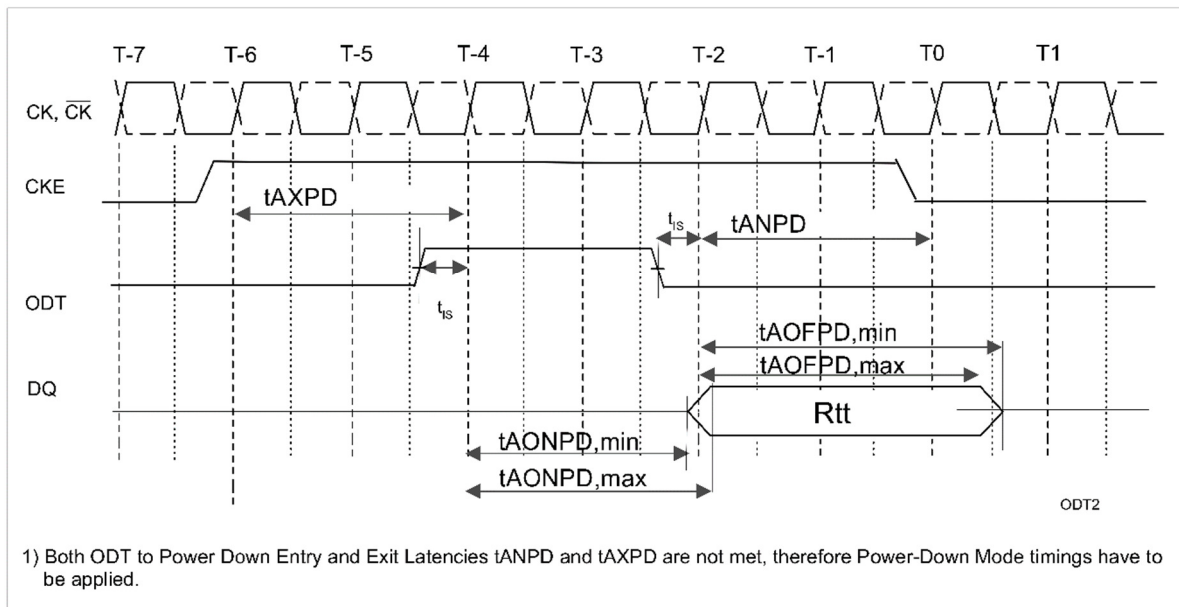 T-7 T-6 T-5 T-4 T-3 T-2 T-1 T0 T1
CK, CK
CKE
tAXPD
tIS
tANPD
ODT
tIS
tAOFPD,min
tAOFPD,max
DQ
Rtt
tAONPD,min
tAONPD,max
ODT2
1) Both ODT to Power Down Entry and Exit Latencies tANPD and tAXPD are not met, therefore Power-Down Mode timings have to
be applied.